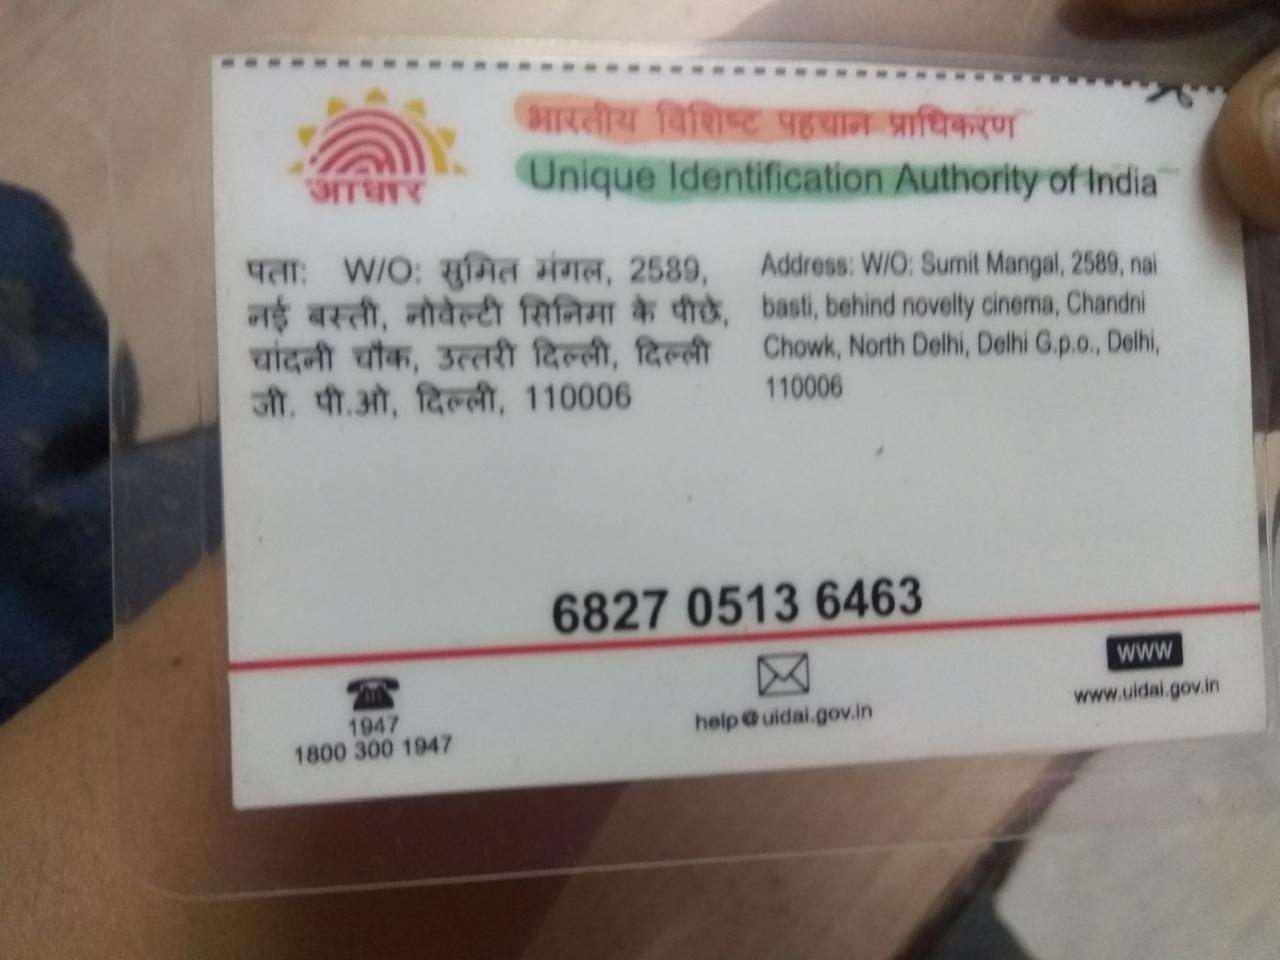 आधार
भारतीय विशिष्ट पहचान प्राधिकरण
Unique Identification Authority of India
पता: W/O: सुमित मंगल, 2589,
नई बस्ती, नोवेल्टी सिनिमा के पीछे,
चांदनी चौक, उत्तरी दिल्ली, दिल्ली
जी. पी.ओ, दिल्ली, 110006
Address: W/O: Sumit Mangal, 2589, nai
basti, behind novelty cinema, Chandni
Chowk, North Delhi, Delhi G.p.o., Delhi,
110006
6827 0513 6463
1947
1800 300 1947
help@uidai.gov.in
WWW
www.uidai.gov.in